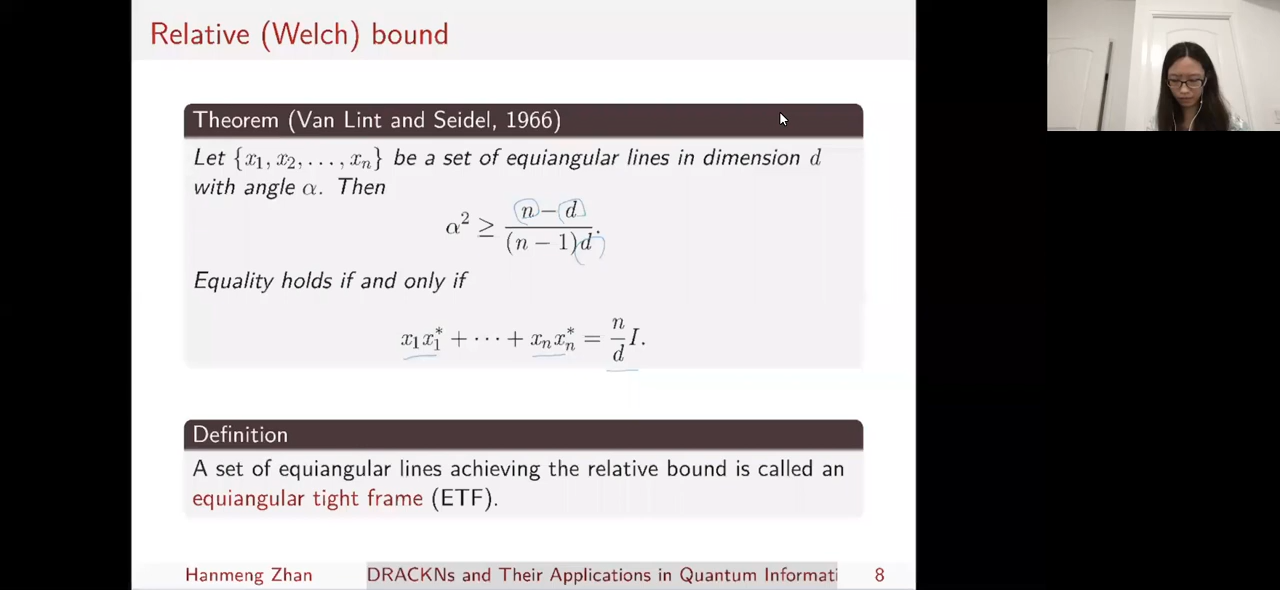 Relative (Welch) bound
Theorem (Van Lint and Seidel, 1966)
Let {x₁, x₂, . . . , xₙ} be a set of equiangular lines in dimension d
with angle α. Then
α² ≥ (n − d) / ((n − 1)d).
Equality holds if and only if
x₁x₁* + ··· + xₙxₙ* = (n/d) I.
Definition
A set of equiangular lines achieving the relative bound is called an
equiangular tight frame (ETF).
Hanmeng Zhan DRACKNs and Their Applications in Quantum Informati 8